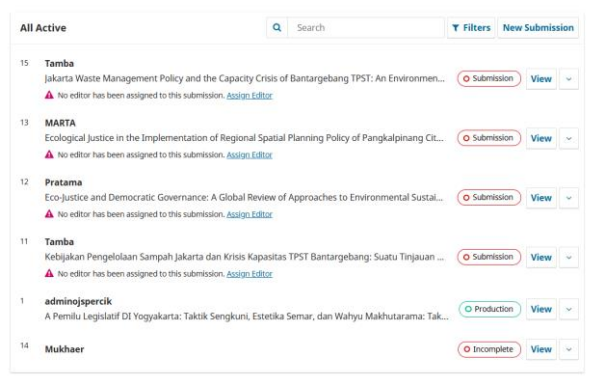 All Active
Search
Filters
New Submission
15 Tamba
Jakarta Waste Management Policy and the Capacity Crisis of Bantargebang TPST: An Environmen...
Submission
View
No editor has been assigned to this submission. Assign Editor
13 MARTA
Ecological Justice in the Implementation of Regional Spatial Planning Policy of Pangkalpinang Cit...
Submission
View
No editor has been assigned to this submission. Assign Editor
12 Pratama
Eco-Justice and Democratic Governance: A Global Review of Approaches to Environmental Sustai...
Submission
View
No editor has been assigned to this submission. Assign Editor
11 Tamba
Kebijakan Pengelolaan Sampah Jakarta dan Krisis Kapasitas TPST Bantargebang: Suatu Tinjauan ...
Submission
View
No editor has been assigned to this submission. Assign Editor
1 adminojspercik
A Pemilu Legislatif DI Yogyakarta: Taktik Sengkuni, Estetika Semar, dan Wahyu Makhutarama: Tak...
Production
View
14 Mukhaer
Incomplete
View